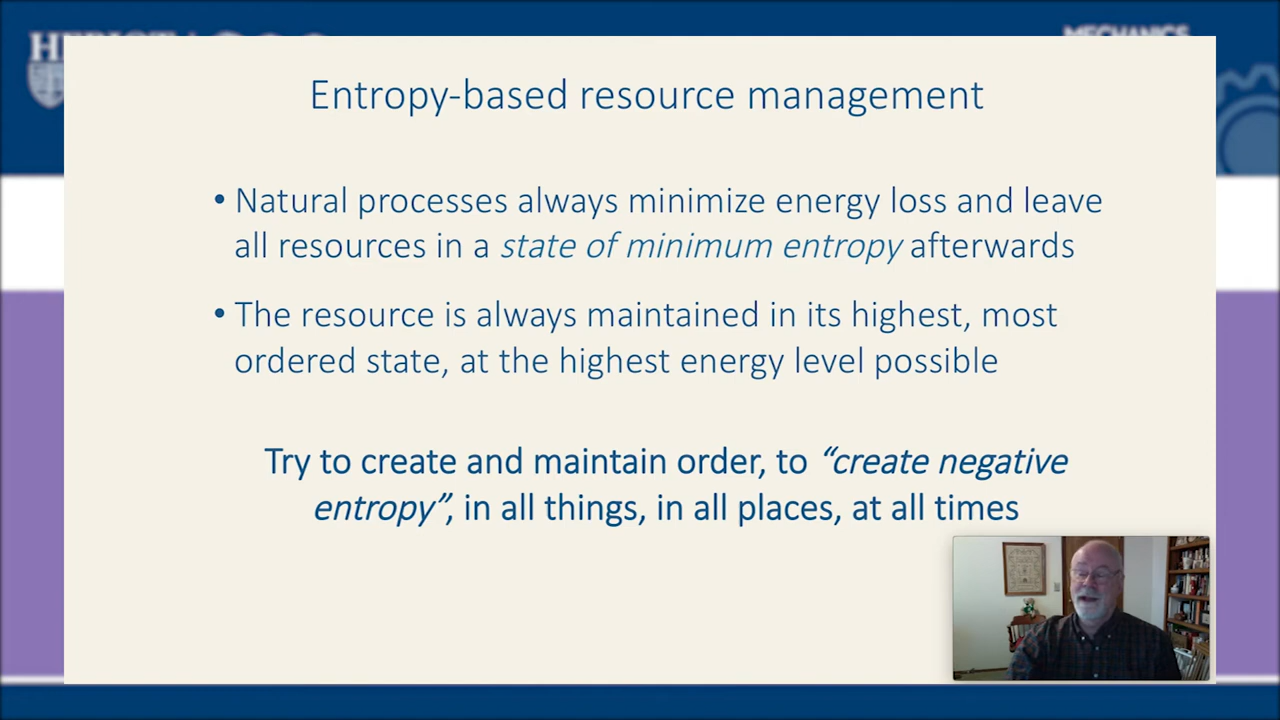 MECHANICS
Entropy-based resource management
• Natural processes always minimize energy loss and leave
all resources in a state of minimum entropy afterwards
• The resource is always maintained in its highest, most
ordered state, at the highest energy level possible
Try to create and maintain order, to “create negative
entropy”, in all things, in all places, at all times